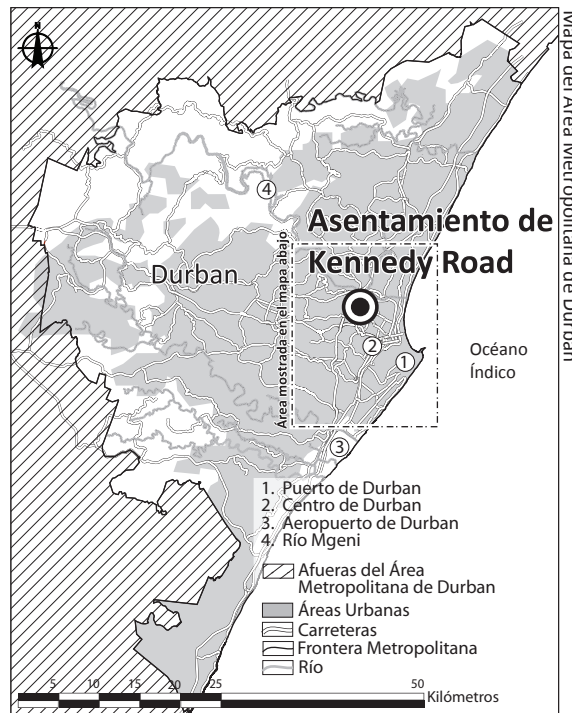 N
Mapa del Área Metropolitana de Durban
4
Asentamiento de
Kennedy Road
Durban
Área mostrada en el mapa abajo
2
1
Océano
Índico
3
1. Puerto de Durban
2. Centro de Durban
3. Aeropuerto de Durban
4. Río Mgeni
Afueras del Área
Metropolitana de Durban
Áreas Urbanas
Carreteras
Frontera Metropolitana
Río
5 10 15 20 25 50
Kilómetros